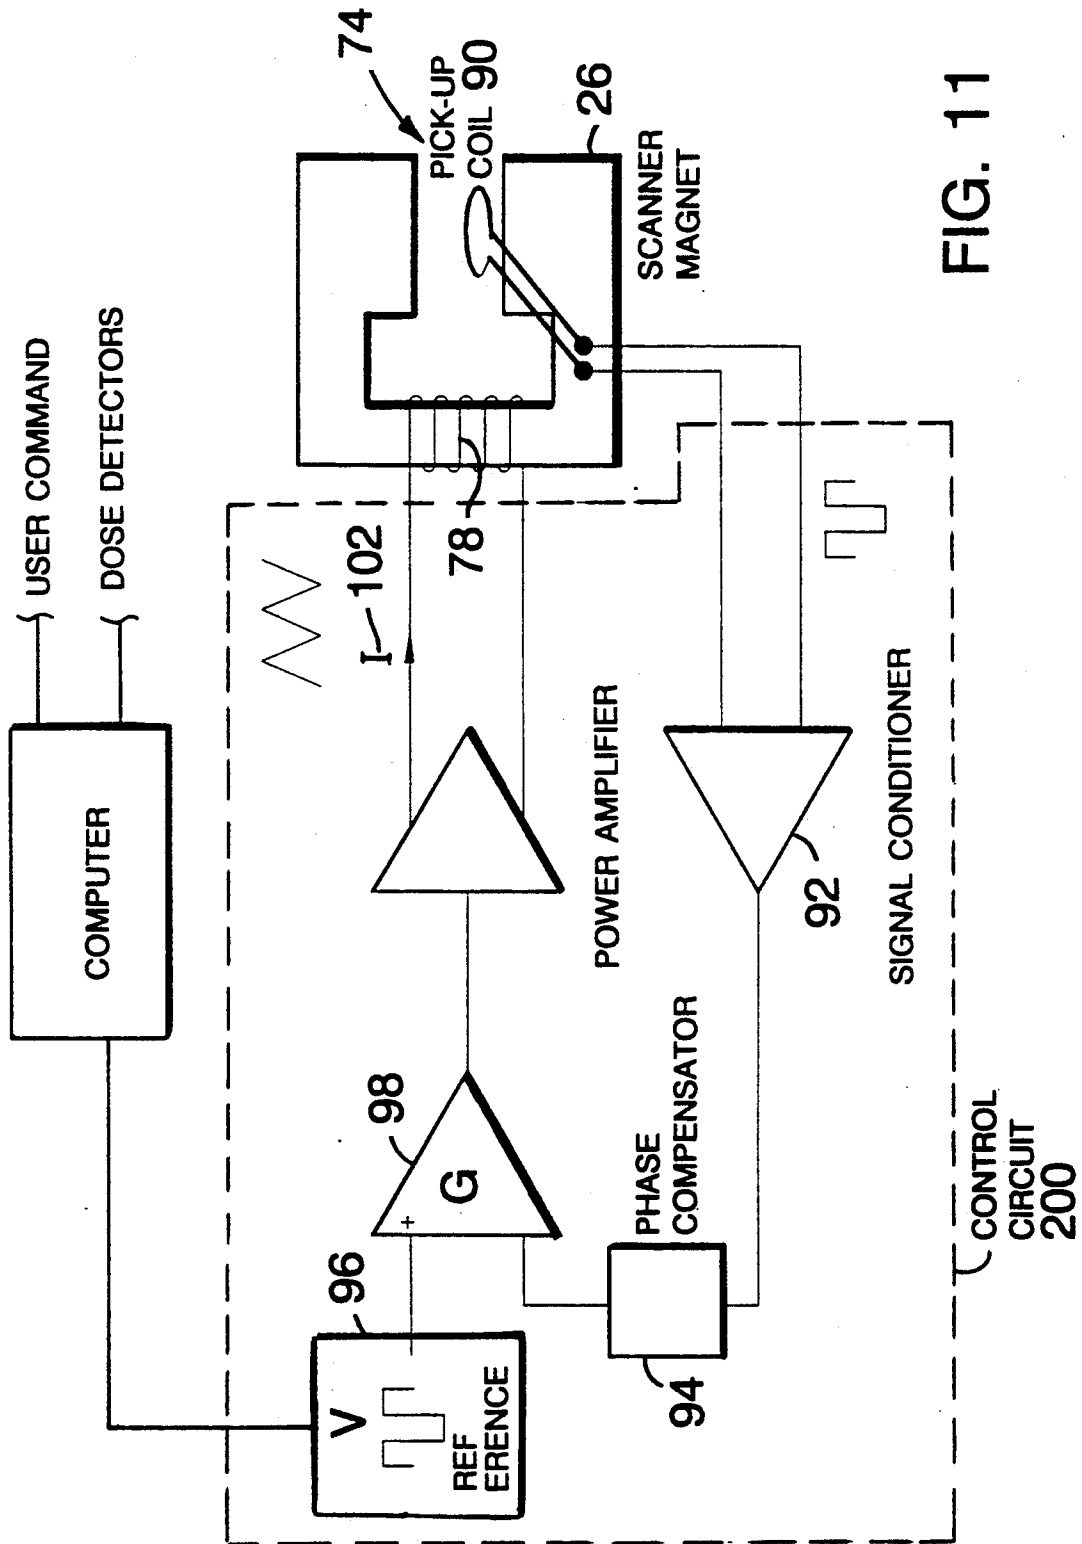 USER COMMAND
DOSE DETECTORS
COMPUTER
74
PICK-UP
COIL 90
26
SCANNER
MAGNET
I 102
78
POWER AMPLIFIER
98
G
+
96
V
REF
ERENCE
PHASE
COMPENSATOR
94
92
SIGNAL CONDITIONER
CONTROL
CIRCUIT
200
FIG. 11